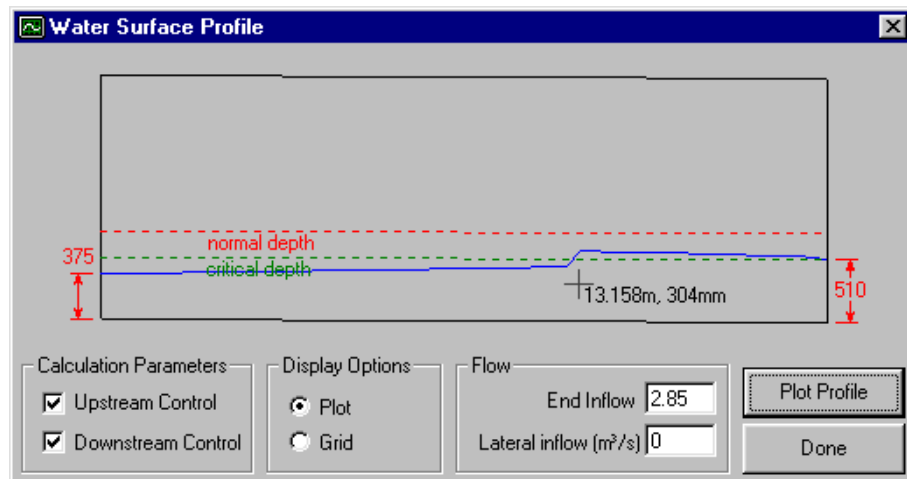 Water Surface Profile
normal depth
375
critical depth
13.158m, 304mm
510
Calculation Parameters
Upstream Control
Downstream Control
Display Options
Plot
Grid
Flow
End Inflow 2.85
Lateral inflow (m³/s) 0
Plot Profile
Done